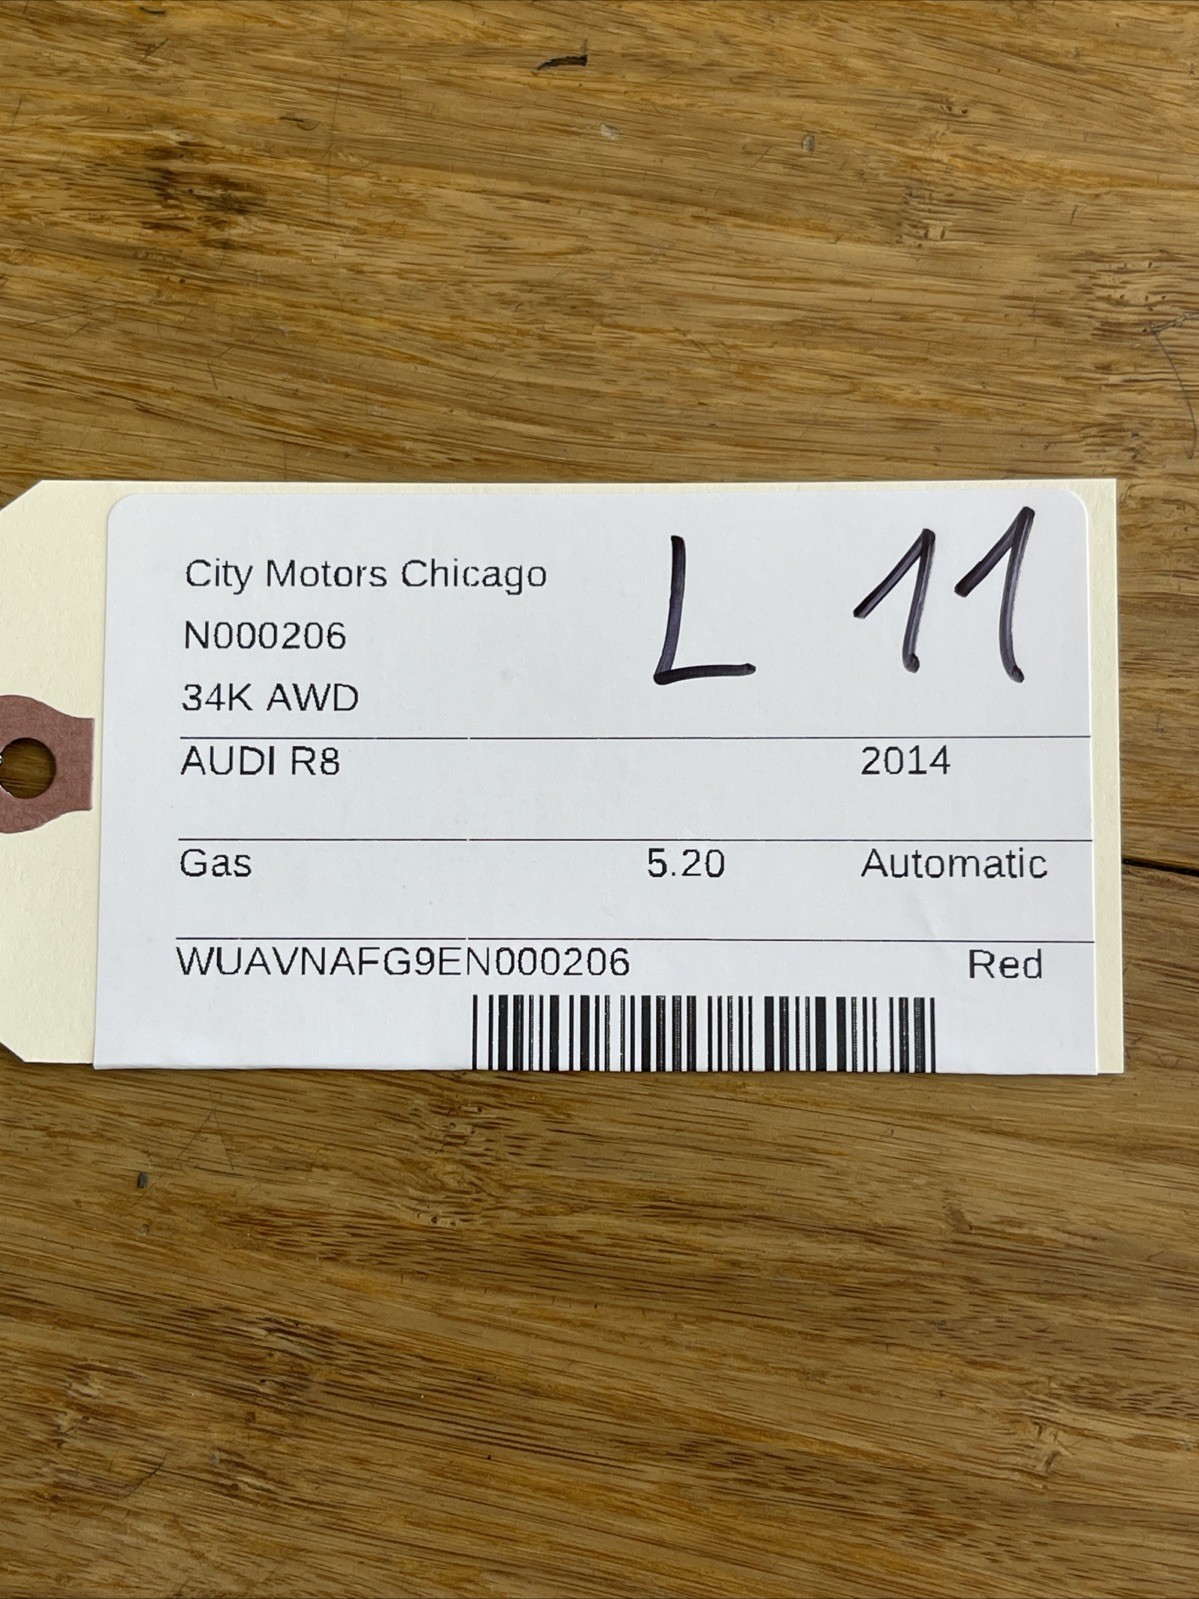 City Motors Chicago
N000206
34K AWD
L 11
AUDI R8 2014
Gas 5.20 Automatic
WUAVNAFG9EN000206 Red